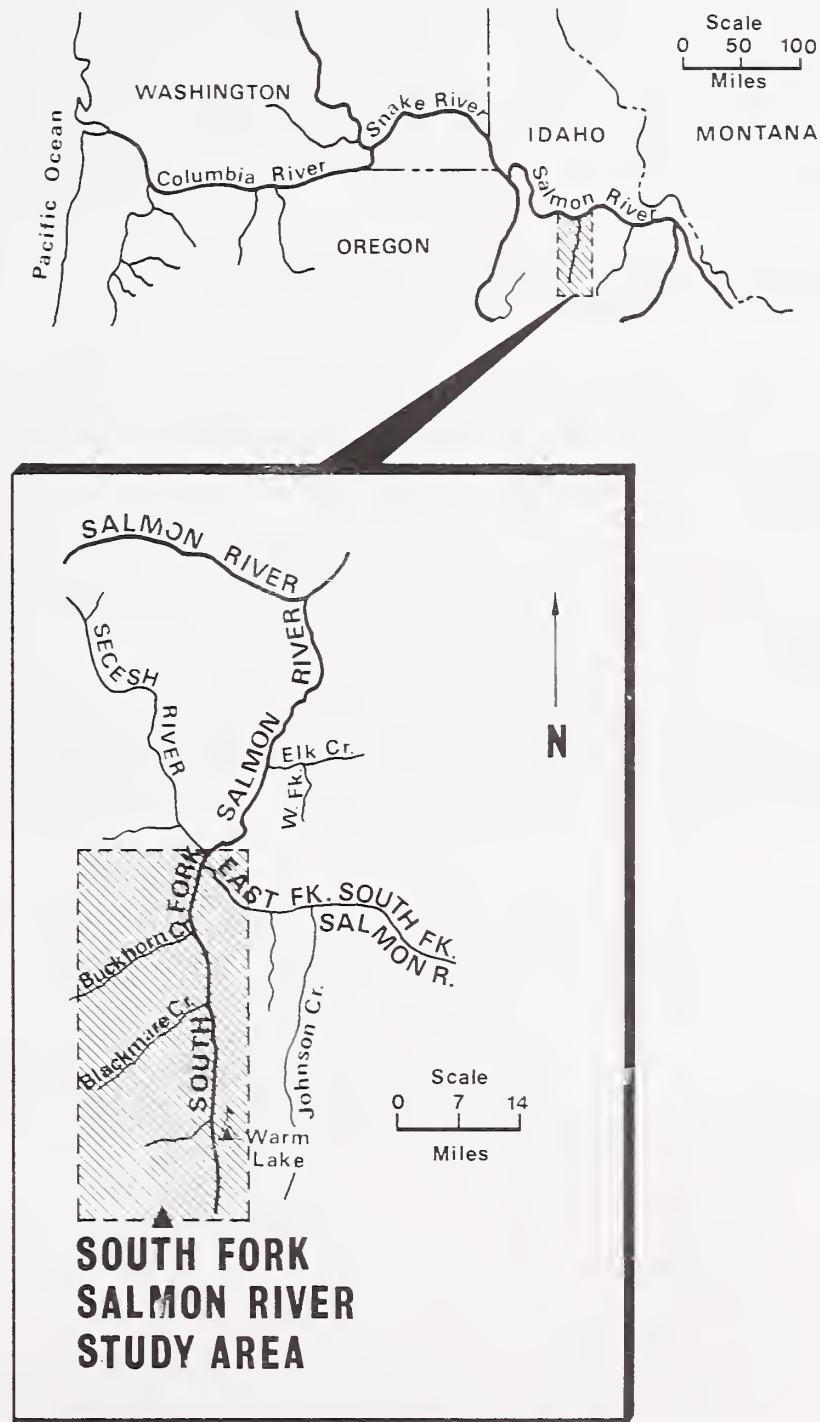 Scale
0 50 100
Miles
WASHINGTON
Snake River
IDAHO
MONTANA
Pacific Ocean
Columbia River
Salmon River
OREGON
SALMON RIVER
SECESH RIVER
SALMON RIVER
N
Elk Cr.
W. Fk.
SOUTH FORK
EAST FK. SOUTH FK.
SALMON R.
Buckhorn Cr.
Blackmare Cr.
Johnson Cr.
Scale
0 7 14
Miles
Warm
Lake
SOUTH FORK
SALMON RIVER
STUDY AREA